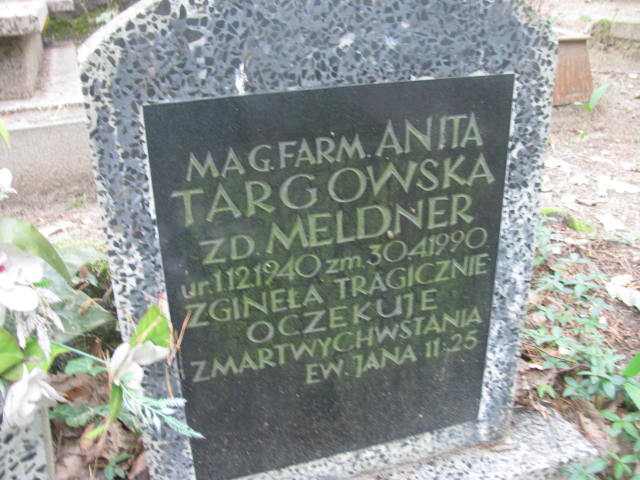 MAG.FARM.ANITA
TARGOWSKA
ZD.MELDNER
ur.1.12.1940 zm.30.4.1990
ZGINEŁA TRAGICZNIE
OCZEKUJE
ZMARTWYCHWSTANIA
EW.JANA 11.25